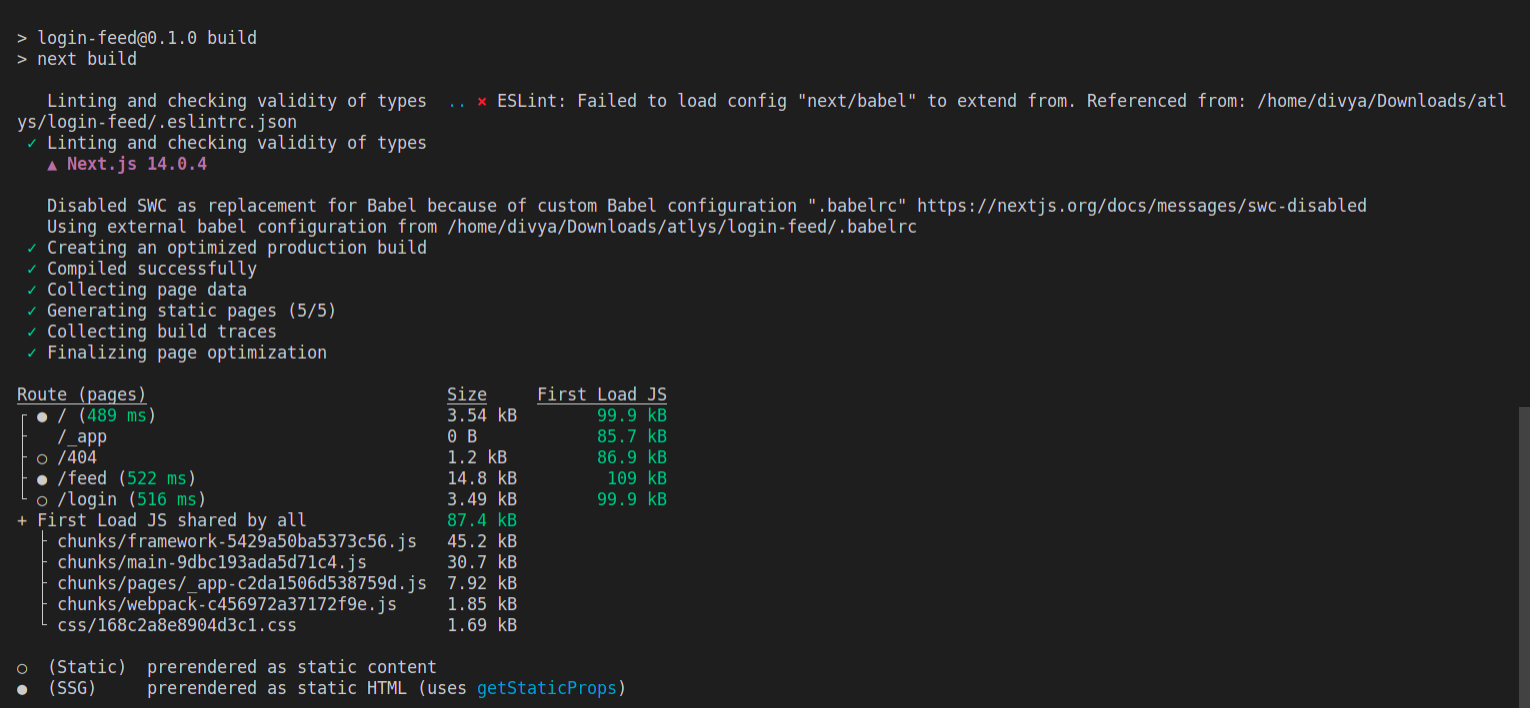 > login-feed@0.1.0 build
> next build
Linting and checking validity of types .. × ESLint: Failed to load config "next/babel" to extend from. Referenced from: /home/divya/Downloads/atl
ys/login-feed/.eslintrc.json
✓ Linting and checking validity of types
▲ Next.js 14.0.4
Disabled SWC as replacement for Babel because of custom Babel configuration ".babelrc" https://nextjs.org/docs/messages/swc-disabled
Using external babel configuration from /home/divya/Downloads/atlys/login-feed/.babelrc
✓ Creating an optimized production build
✓ Compiled successfully
✓ Collecting page data
✓ Generating static pages (5/5)
✓ Collecting build traces
✓ Finalizing page optimization
Route (pages) Size First Load JS
┌ ● / (489 ms) 3.54 kB 99.9 kB
├ /_app 0 B 85.7 kB
├ ○ /404 1.2 kB 86.9 kB
├ ● /feed (522 ms) 14.8 kB 109 kB
└ ○ /login (516 ms) 3.49 kB 99.9 kB
+ First Load JS shared by all 87.4 kB
├ chunks/framework-5429a50ba5373c56.js 45.2 kB
├ chunks/main-9dbc193ada5d71c4.js 30.7 kB
├ chunks/pages/_app-c2da1506d538759d.js 7.92 kB
├ chunks/webpack-c456972a37172f9e.js 1.85 kB
└ css/168c2a8e8904d3c1.css 1.69 kB
○ (Static) prerendered as static content
● (SSG) prerendered as static HTML (uses getStaticProps)